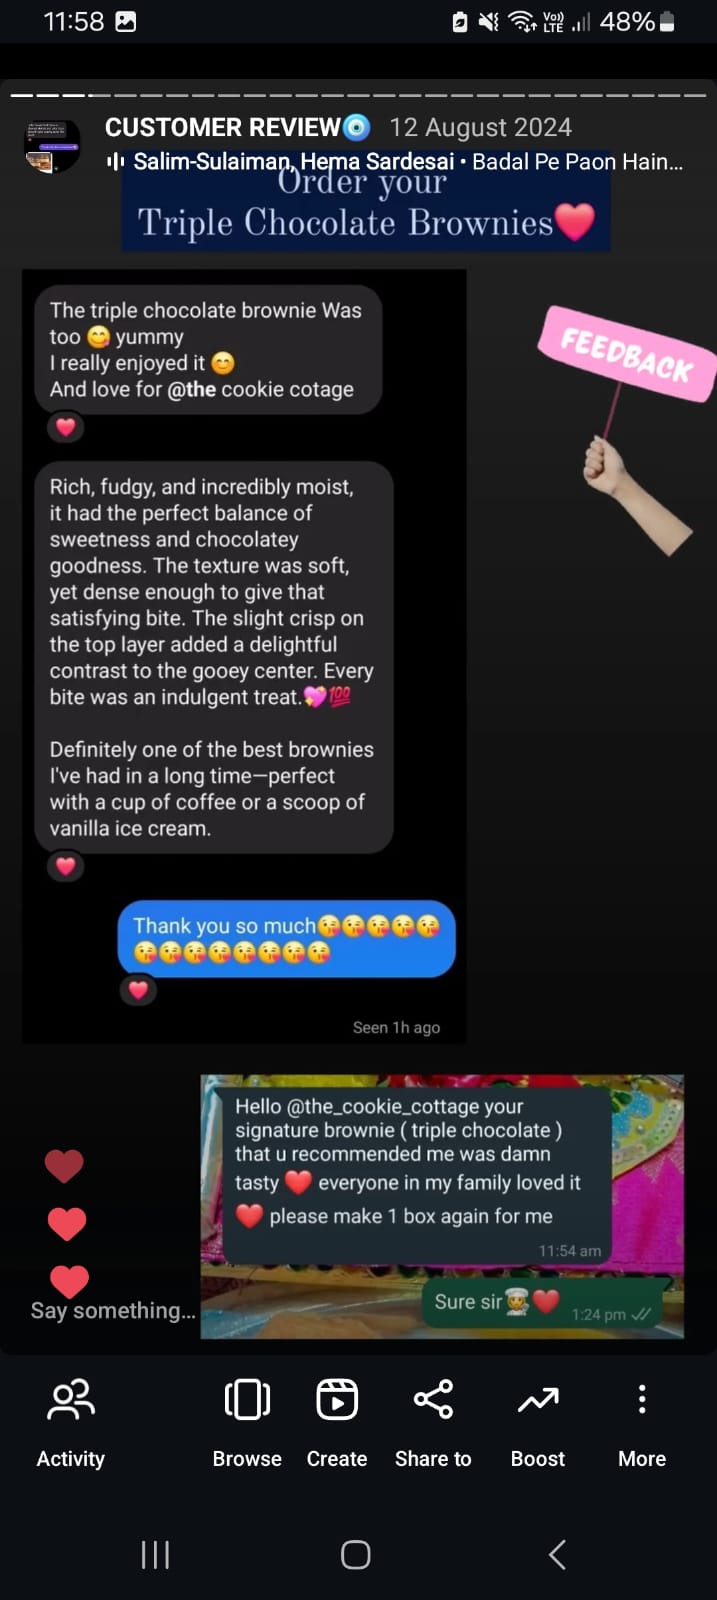 11:58
Vo))
LTE
48%
CUSTOMER REVIEW🧿 12 August 2024
Salim-Sulaiman, Hema Sardesai • Badal Pe Paon Hain...
Order your
Triple Chocolate Brownies❤️
FEEDBACK
The triple chocolate brownie Was
too 😋 yummy
I really enjoyed it 😊
And love for @the cookie cotage
Rich, fudgy, and incredibly moist,
it had the perfect balance of
sweetness and chocolatey
goodness. The texture was soft,
yet dense enough to give that
satisfying bite. The slight crisp on
the top layer added a delightful
contrast to the gooey center. Every
bite was an indulgent treat.💖💯
Definitely one of the best brownies
I've had in a long time—perfect
with a cup of coffee or a scoop of
vanilla ice cream.
Thank you so much😘😘😘😘😘
😘😘😘😘😘😘😘😘
Seen 1h ago
Hello @the_cookie_cottage your
signature brownie ( triple chocolate )
that u recommended me was damn
tasty ❤️ everyone in my family loved it
❤️ please make 1 box again for me
11:54 am
Sure sir👩‍🍳❤️
1:24 pm
Say something...
Activity
Browse
Create
Share to
Boost
More